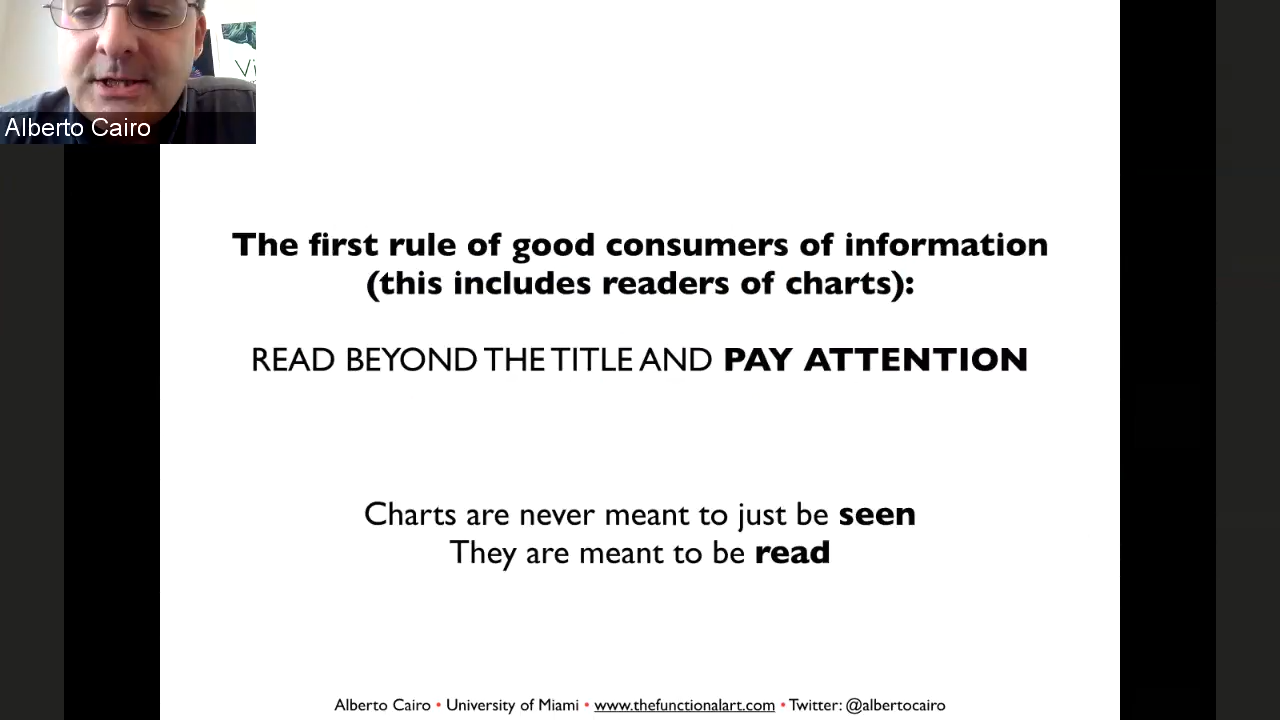 Alberto Cairo
The first rule of good consumers of information
(this includes readers of charts):
READ BEYOND THE TITLE AND PAY ATTENTION
Charts are never meant to just be seen
They are meant to be read
Alberto Cairo • University of Miami • www.thefunctionalart.com • Twitter: @albertocairo